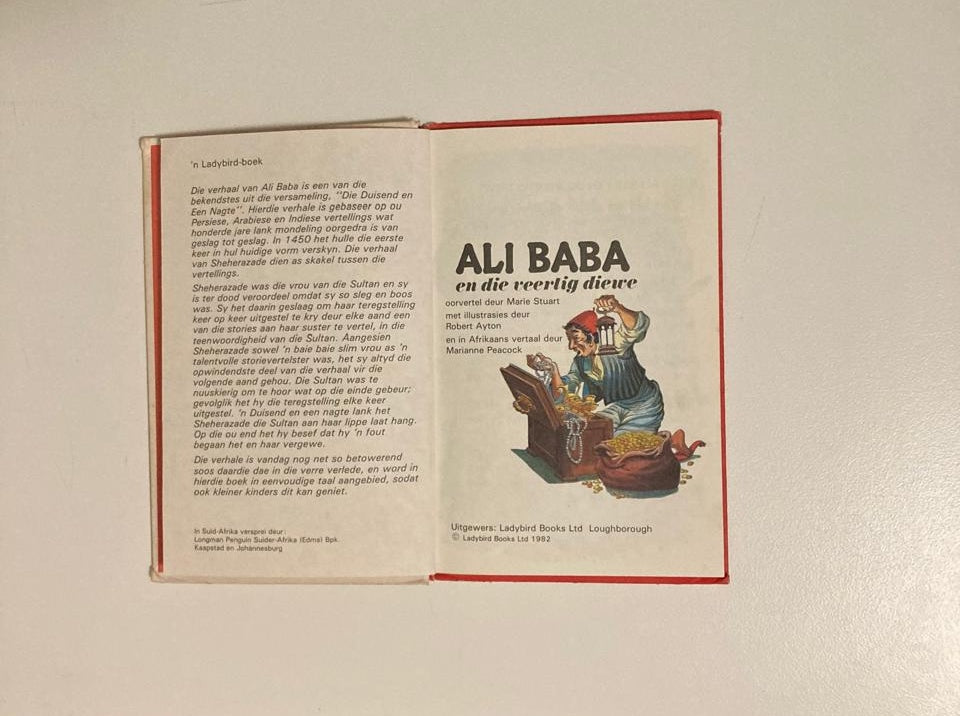 'n Ladybird-boek
Die verhaal van Ali Baba is een van die
bekendstes uit die versameling, "Die Duisend en
Een Nagte". Hierdie verhale is gebaseer op ou
Persiese, Arabiese en Indiese vertellings wat
honderde jare lank mondeling oorgedra is van
geslag tot geslag. In 1450 het hulle die eerste
keer in hul huidige vorm verskyn. Die verhaal
van Sheherazade dien as skakel tussen die
vertellings.
Sheherazade was die vrou van die Sultan en sy
is ter dood veroordeel omdat sy so sleg en boos
was. Sy het daarin geslaag om haar teregstelling
keer op keer uitgestel te kry deur elke aand een
van die stories aan haar suster te vertel, in die
teenwoordigheid van die Sultan. Aangesien
Sheherazade sowel 'n baie baie slim vrou as 'n
talentvolle storievertelster was, het sy altyd die
opwindendste deel van die verhaal vir die
volgende aand gehou. Die Sultan was te
nuuskierig om te hoor wat op die einde gebeur;
gevolglik het hy die teregstelling elke keer
uitgestel. 'n Duisend en een nagte lank het
Sheherazade die Sultan aan haar lippe laat hang.
Op die ou end het hy besef dat hy 'n fout
begaan het en haar vergewe.
Die verhale is vandag nog net so betowerend
soos daardie dae in die verre verlede, en word in
hierdie boek in eenvoudige taal aangebied, sodat
ook kleiner kinders dit kan geniet.
In Suid-Afrika versprei deur:
Longman Penguin Suider-Afrika (Edms) Bpk.
Kaapstad en Johannesburg
ALI BABA
en die veertig diewe
oorvertel deur Marie Stuart
met illustrasies deur
Robert Ayton
en in Afrikaans vertaal deur
Marianne Peacock
Uitgewers: Ladybird Books Ltd Loughborough
© Ladybird Books Ltd 1982